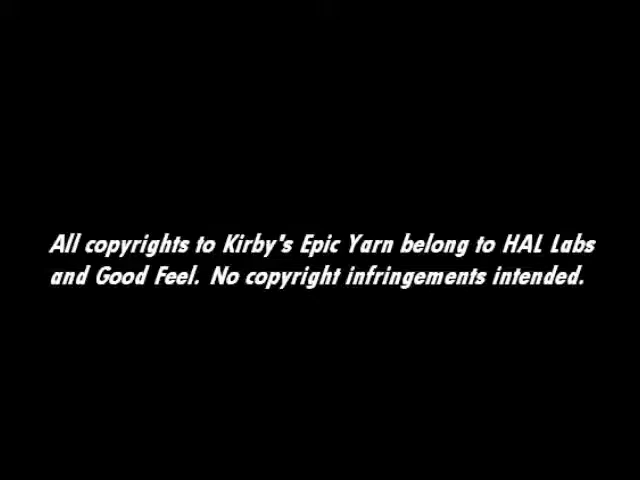 All copyrights to Kirby's Epic Yarn belong to HAL Labs
and Good Feel. No copyright infringements intended.